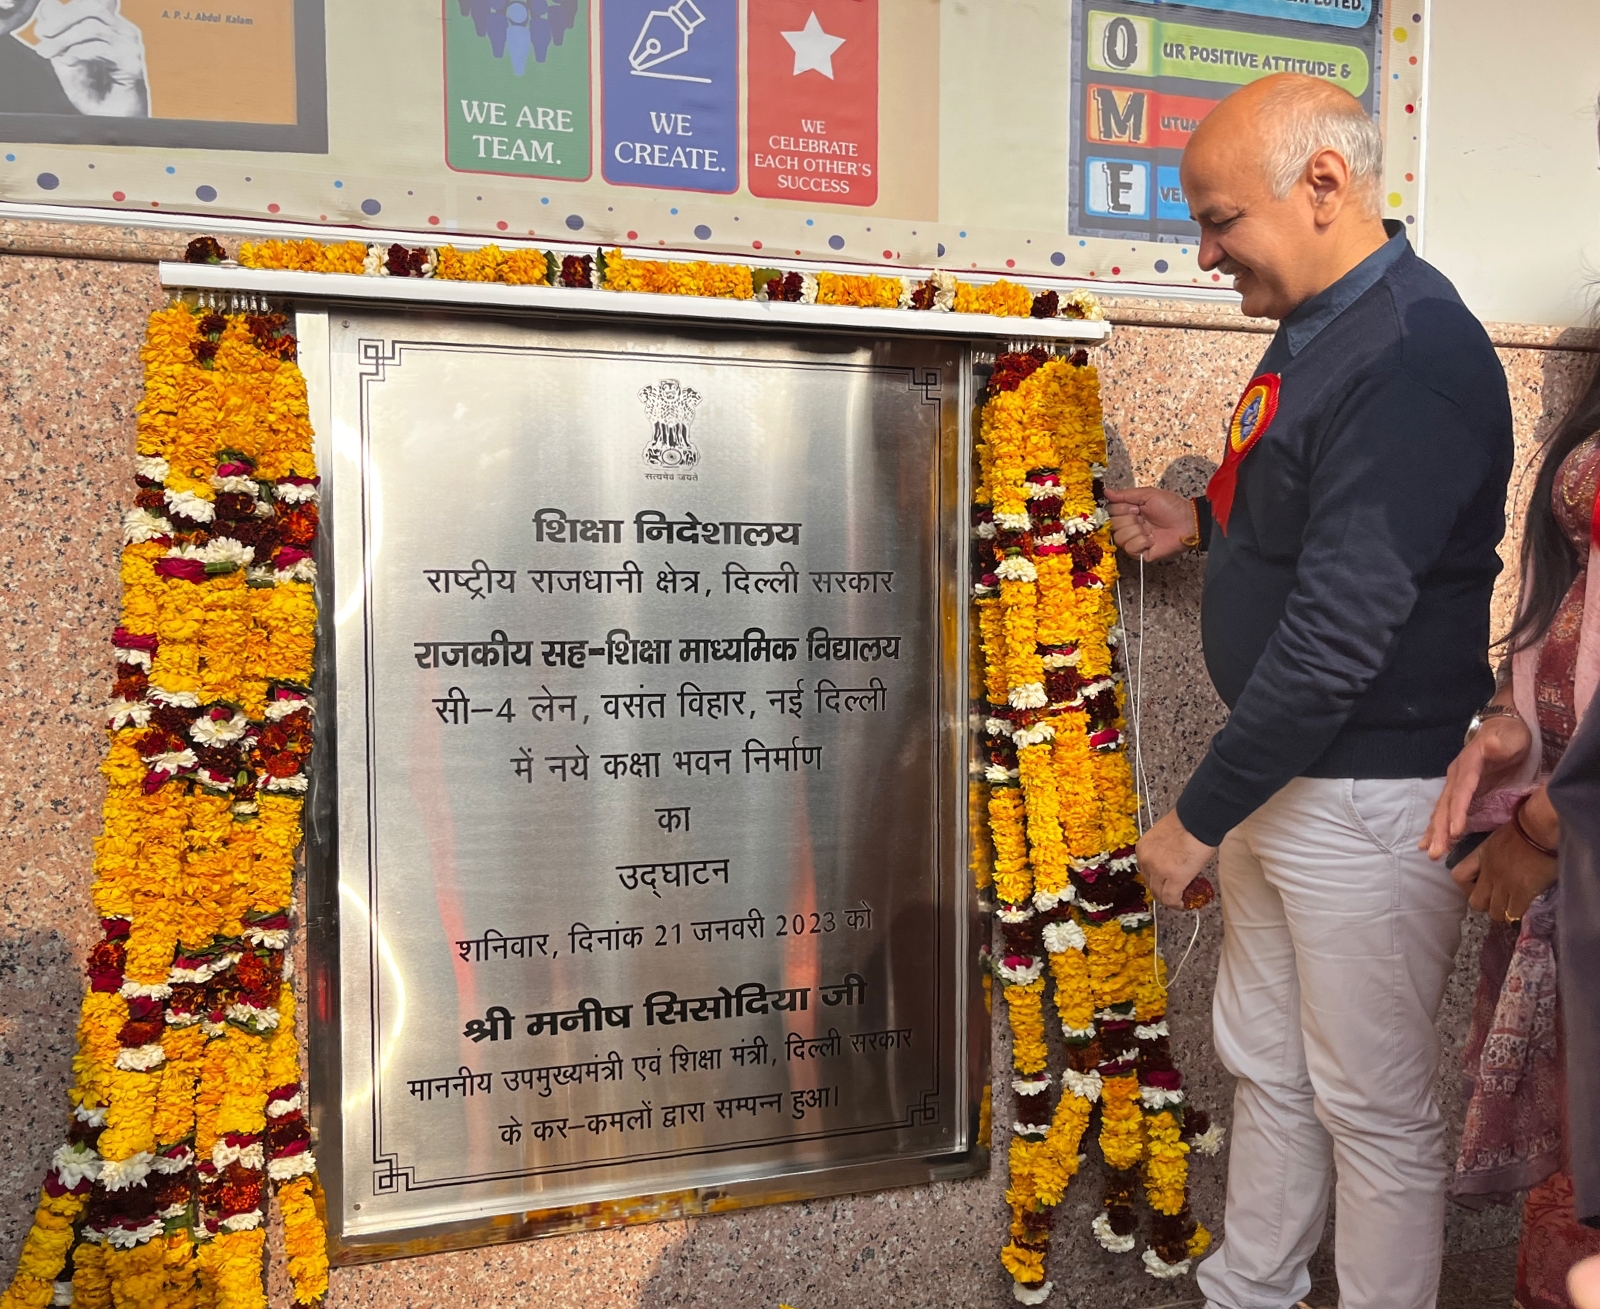 A. P. J. Abdul Kalam
WE ARE
TEAM.
WE
CREATE.
WE
CELEBRATE
EACH OTHER'S
SUCCESS
O UR POSITIVE ATTITUDE &
M
E
सत्यमेव जयते
शिक्षा निदेशालय
राष्ट्रीय राजधानी क्षेत्र, दिल्ली सरकार
राजकीय सह-शिक्षा माध्यमिक विद्यालय
सी–4 लेन, वसंत विहार, नई दिल्ली
में नये कक्षा भवन निर्माण
का
उद्घाटन
शनिवार, दिनांक 21 जनवरी 2023 को
श्री मनीष सिसोदिया जी
माननीय उपमुख्यमंत्री एवं शिक्षा मंत्री, दिल्ली सरकार
के कर–कमलों द्वारा सम्पन्न हुआ।